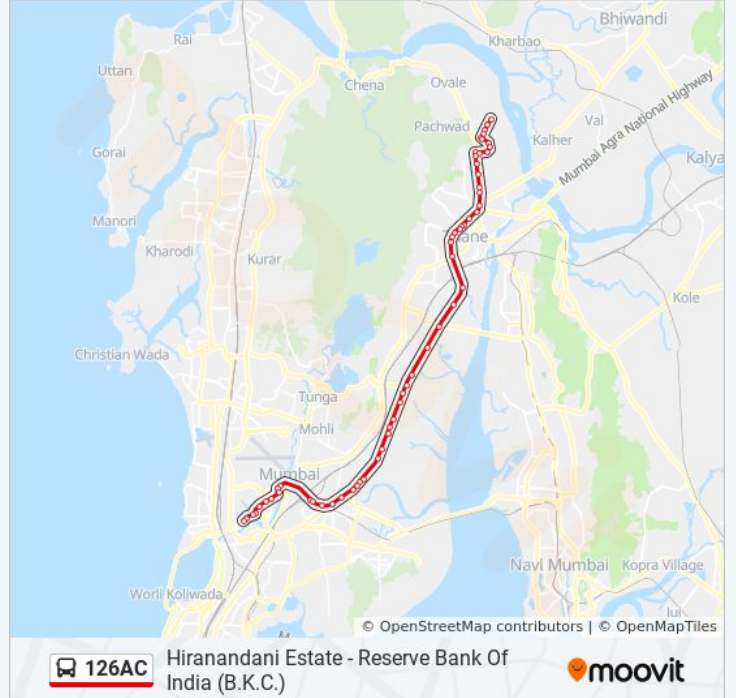 Bhiwandi
Rai
Kharbao
Uttan
Chena
Ovale
Mumbai Agra National Highway
Pachwad
Val
Kalher
Gorai
Kalya
Manori
Kharodi
Kurar
Kole
Christian Wada
Tunga
Mohli
Mumbai
Navi Mumbai
Kopra Village
Worli Koliwada
© OpenStreetMap contributors | © OpenMapTiles
126AC
Hiranandani Estate - Reserve Bank Of
India (B.K.C.)
moovit